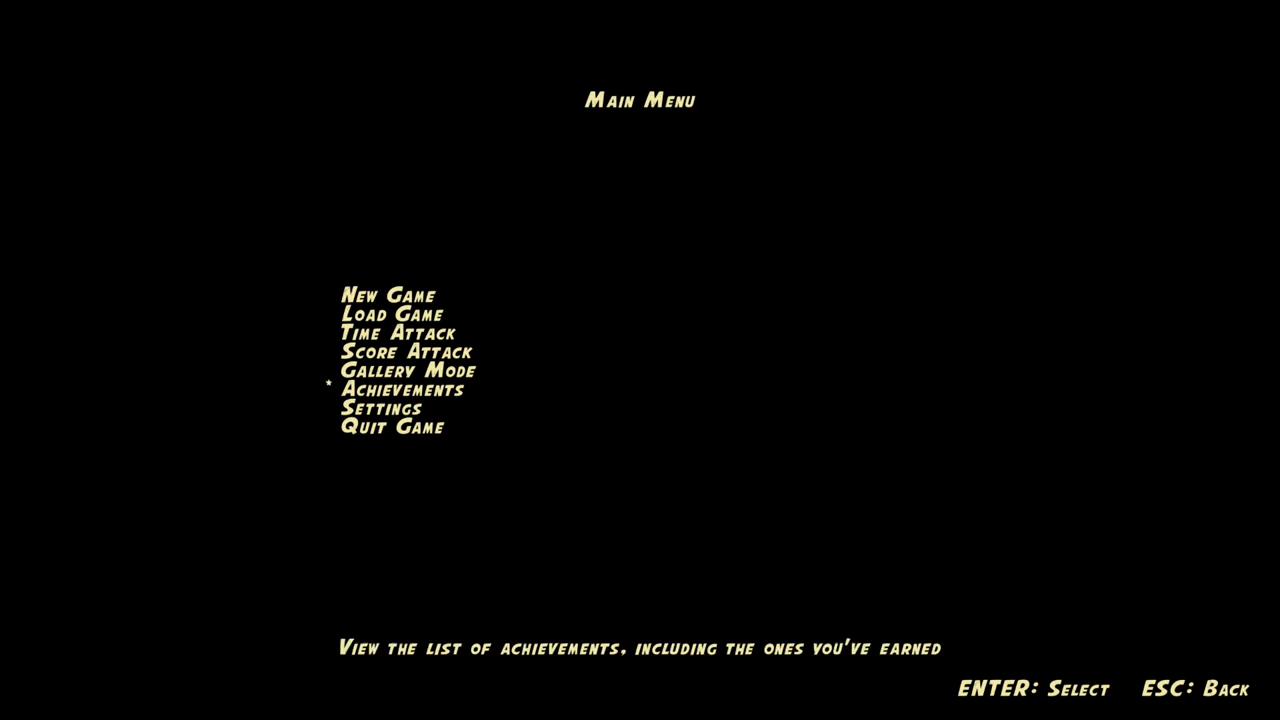 Main Menu
New Game
Load Game
Time Attack
Score Attack
Gallery Mode
* Achievements
Settings
Quit Game
View the list of achievements, including the ones you've earned
ENTER: Select ESC: Back